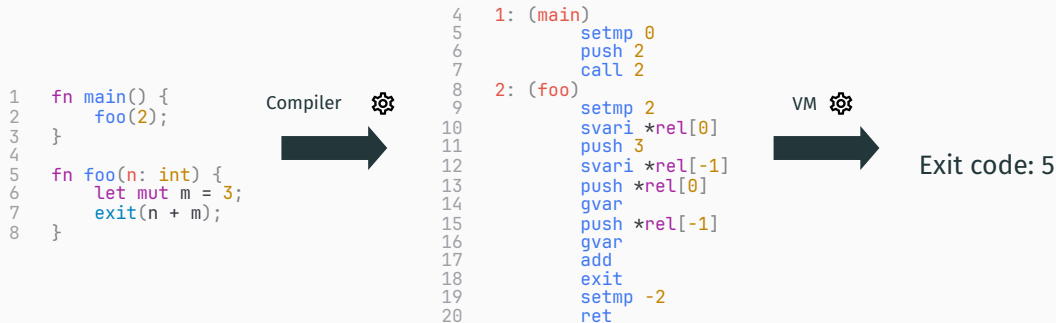 1 fn main() {
2 foo(2);
3 }
4
5 fn foo(n: int) {
6 let mut m = 3;
7 exit(n + m);
8 }
Compiler
4 1: (main)
5 setmp 0
6 push 2
7 call 2
8 2: (foo)
9 setmp 2
10 svari *rel[0]
11 push 3
12 svari *rel[-1]
13 push *rel[0]
14 gvar
15 push *rel[-1]
16 gvar
17 add
18 exit
19 setmp -2
20 ret
VM
Exit code: 5